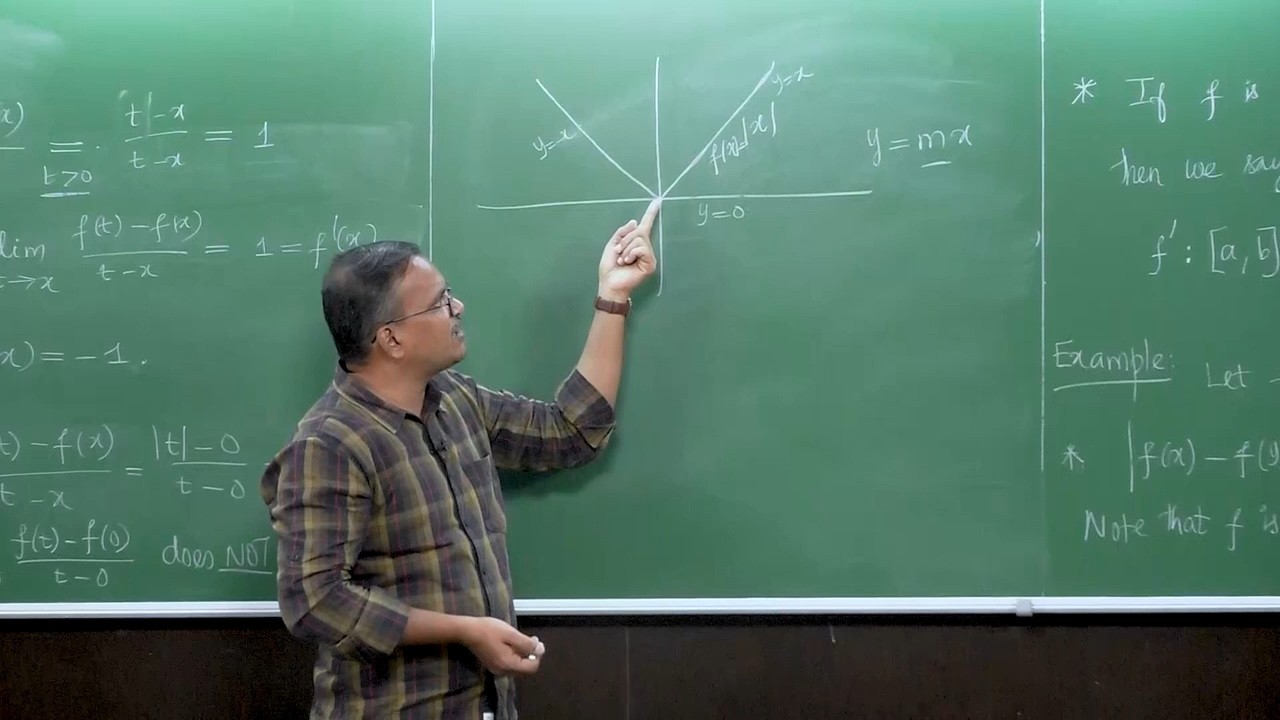 x)
= . t|-x / t-x = 1
t>0
lim t→x f(t)-f(x) / t-x = 1 = f'(x)
x) = -1.
t)-f(x) / t-x = |t|-0 / t-0
f(t)-f(0) / t-0 does NOT
y=x
y=-x
f(x)=|x|
y=0
y = mx
* If f is
then we say
f' : [a, b]
Example: Let
* |f(x) - f(y
Note that f is